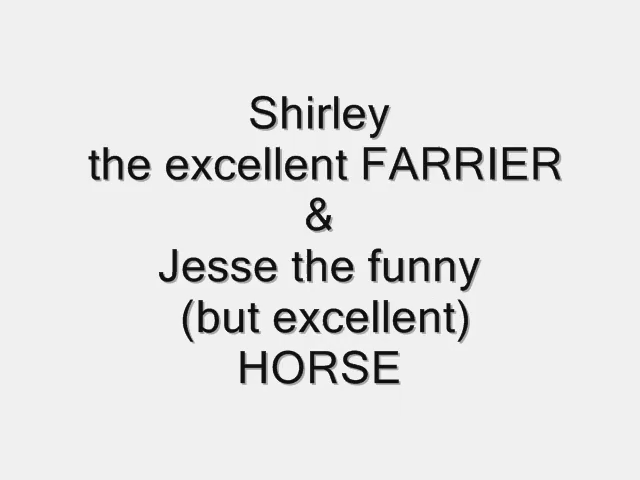 Shirley
the excellent FARRIER
&
Jesse the funny
(but excellent)
HORSE